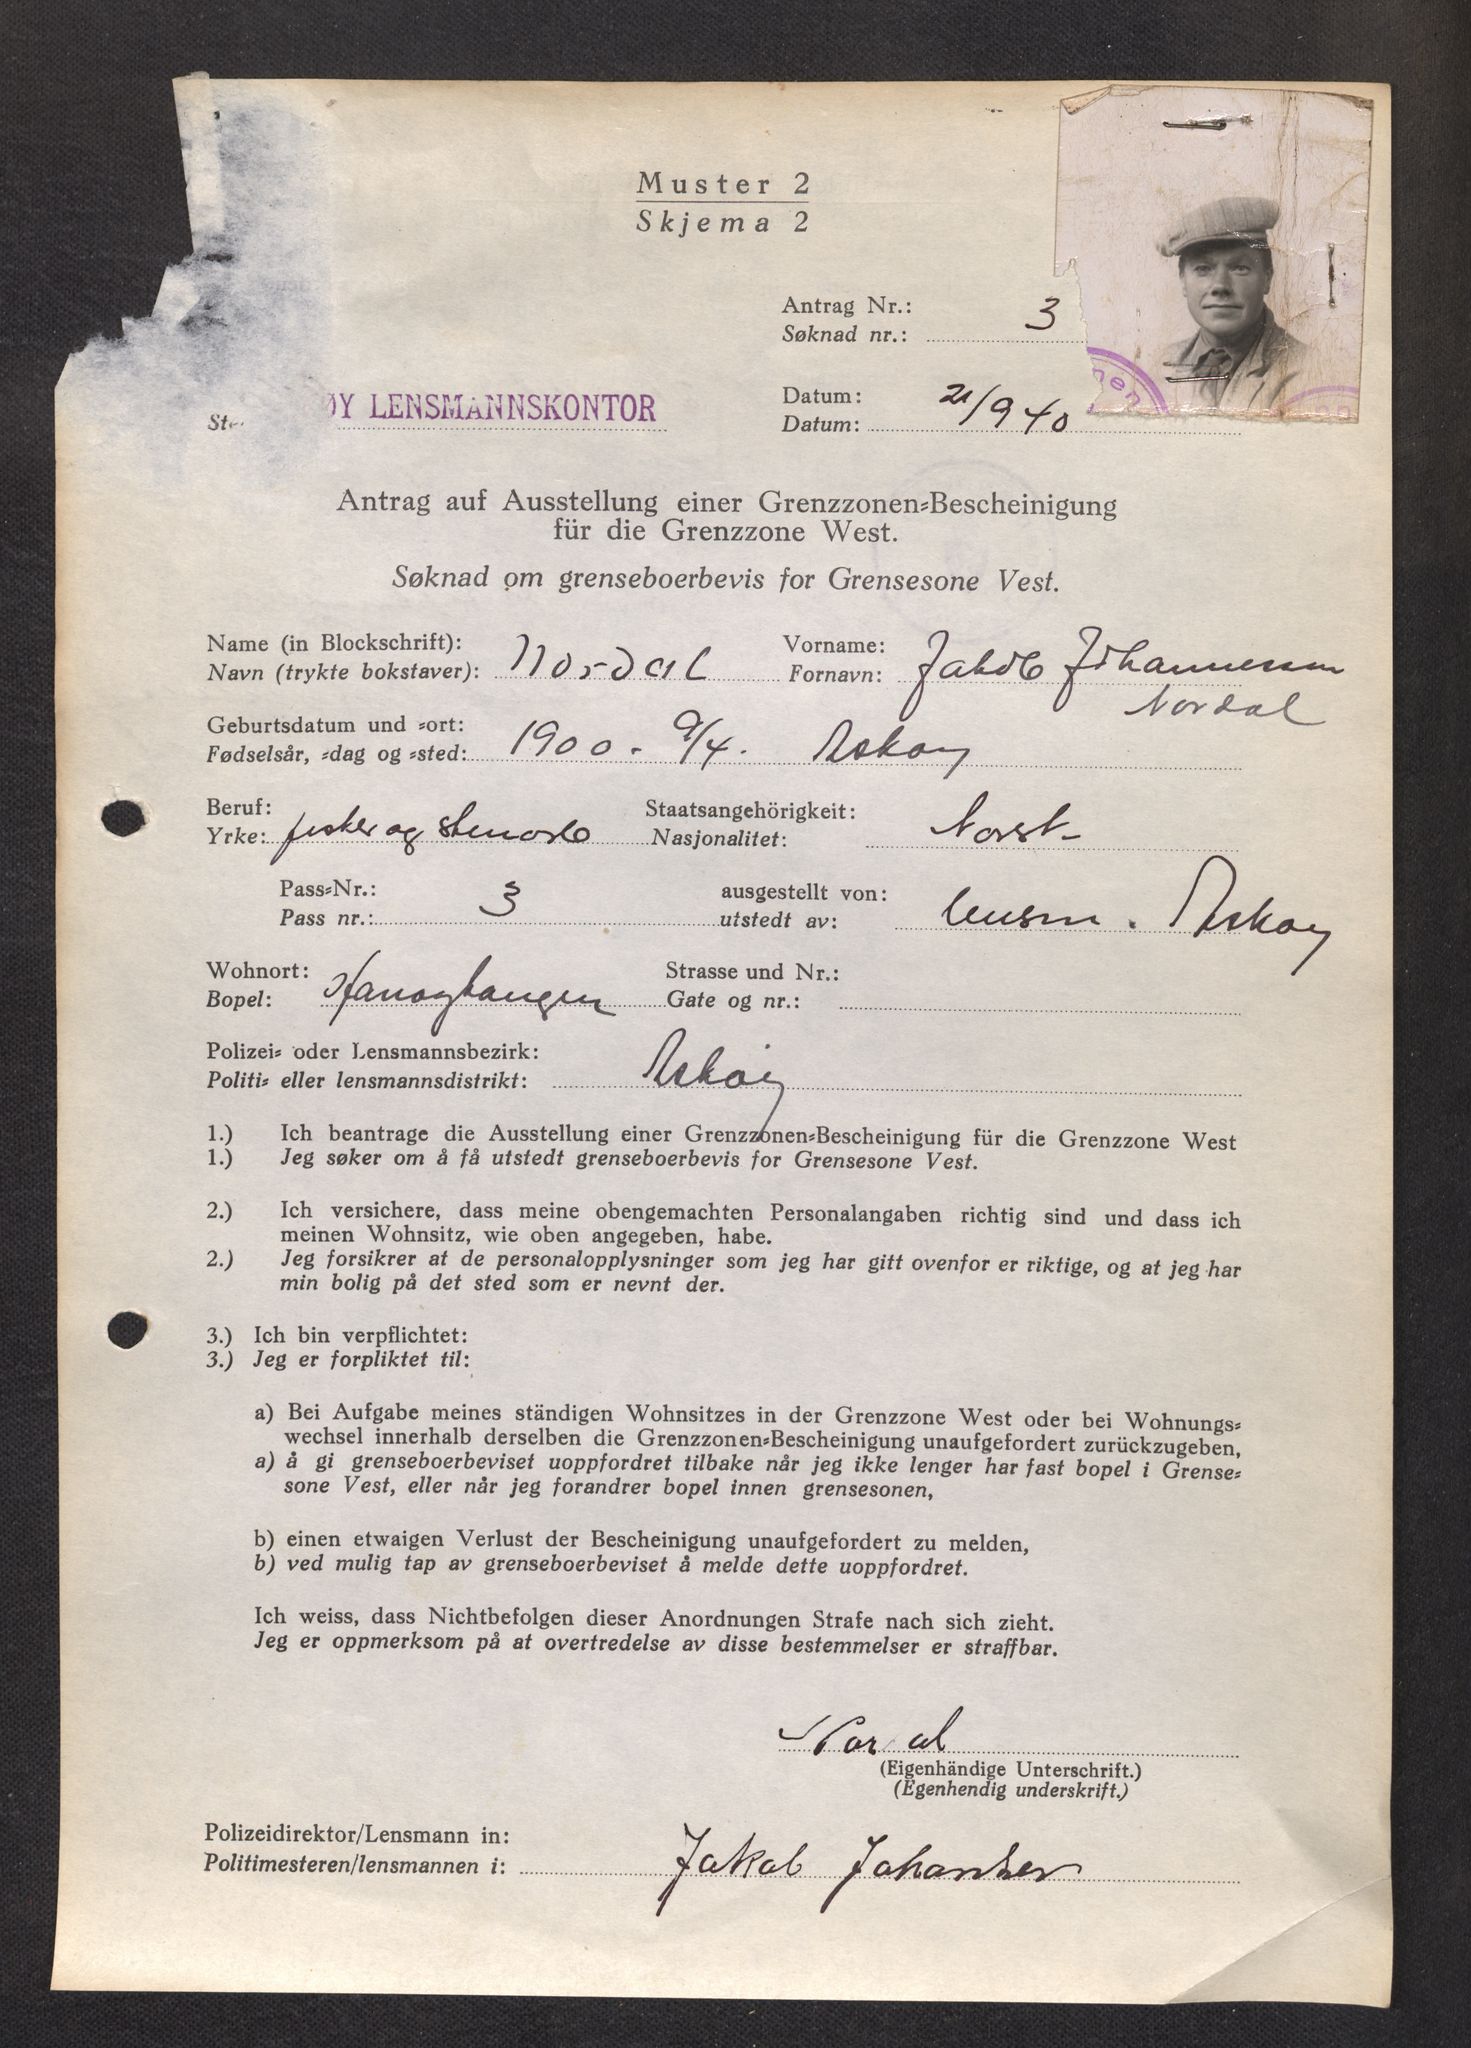 Muster 2
Skjema 2
Antrag Nr.:
Søknad nr.: 3
ØY LENSMANNSKONTOR
Datum:
Datum: 21/9 40
Antrag auf Ausstellung einer Grenzzonen-Bescheinigung
für die Grenzzone West.
Søknad om grenseboerbevis for Grensesone Vest.
Name (in Blockschrift): Vorname:
Navn (trykte bokstaver): Nordal Fornavn: Jakob Johannessen
Nordal
Geburtsdatum und -ort:
Fødselsår, -dag og -sted: 1900 - 9/4. Askøy
Beruf: Staatsangehörigkeit:
Yrke: fisker og Nasjonalitet: Norsk
Pass-Nr.: ausgestellt von:
Pass nr.: 3 utstedt av: lensm. Askøy
Wohnort: Strasse und Nr.:
Bopel: Hanøytangen Gate og nr.:
Polizei- oder Lensmannsbezirk:
Politi- eller lensmannsdistrikt: Askøy
1.) Ich beantrage die Ausstellung einer Grenzzonen-Bescheinigung für die Grenzzone West
1.) Jeg søker om å få utstedt grenseboerbevis for Grensesone Vest.
2.) Ich versichere, dass meine obengemachten Personalangaben richtig sind und dass ich
meinen Wohnsitz, wie oben angegeben, habe.
2.) Jeg forsikrer at de personalopplysninger som jeg har gitt ovenfor er riktige, og at jeg har
min bolig på det sted som er nevnt der.
3.) Ich bin verpflichtet:
3.) Jeg er forpliktet til:
a) Bei Aufgabe meines ständigen Wohnsitzes in der Grenzzone West oder bei Wohnungs-
wechsel innerhalb derselben die Grenzzonen-Bescheinigung unaufgefordert zurückzugeben,
a) å gi grenseboerbeviset uoppfordret tilbake når jeg ikke lenger har fast bopel i Grense-
sone Vest, eller når jeg forandrer bopel innen grensesonen,
b) einen etwaigen Verlust der Bescheinigung unaufgefordert zu melden,
b) ved mulig tap av grenseboerbeviset å melde dette uoppfordret.
Ich weiss, dass Nichtbefolgen dieser Anordnungen Strafe nach sich zieht.
Jeg er oppmerksom på at overtredelse av disse bestemmelser er straffbar.
Nordal
(Eigenhändige Unterschrift.)
(Egenhendig underskrift.)
Polizeidirektor/Lensmann in:
Politimesteren/lensmannen i: Jakob Johansen